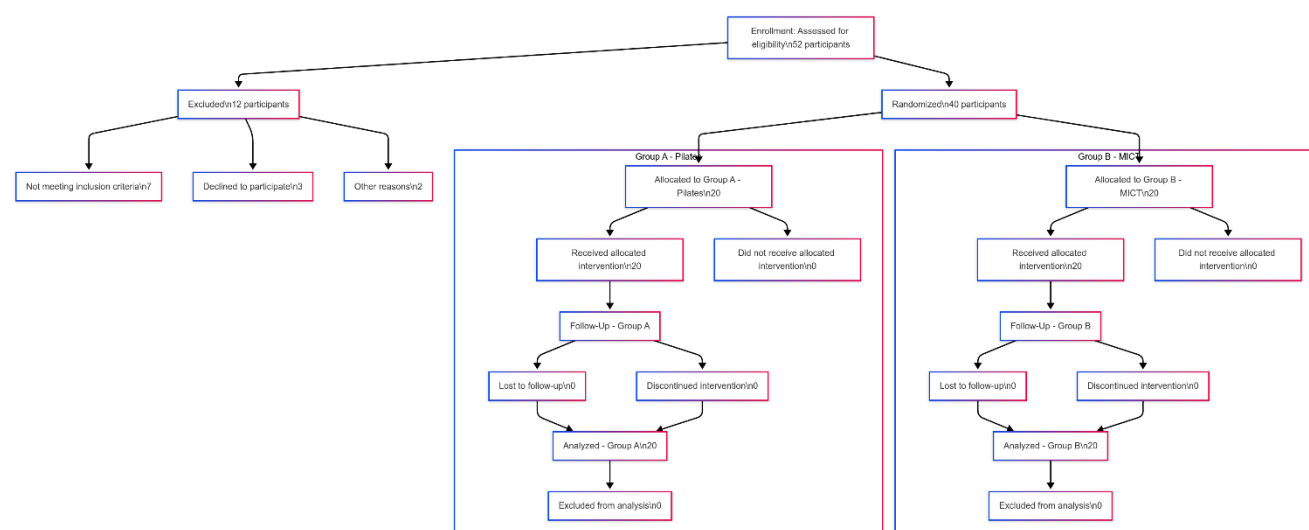 Enrollment: Assessed for
eligibility\n52 participants
Excluded\n12 participants
Randomized\n40 participants
Not meeting inclusion criteria\n7
Declined to participate\n3
Other reasons\n2
Group A - Pilates
Allocated to Group A -
Pilates\n20
Received allocated
intervention\n20
Did not receive allocated
intervention\n0
Follow-Up - Group A
Lost to follow-up\n0
Discontinued intervention\n0
Analyzed - Group A\n20
Excluded from analysis\n0
Group B - MICT
Allocated to Group B -
MICT\n20
Received allocated
intervention\n20
Did not receive allocated
intervention\n0
Follow-Up - Group B
Lost to follow-up\n0
Discontinued intervention\n0
Analyzed - Group B\n20
Excluded from analysis\n0